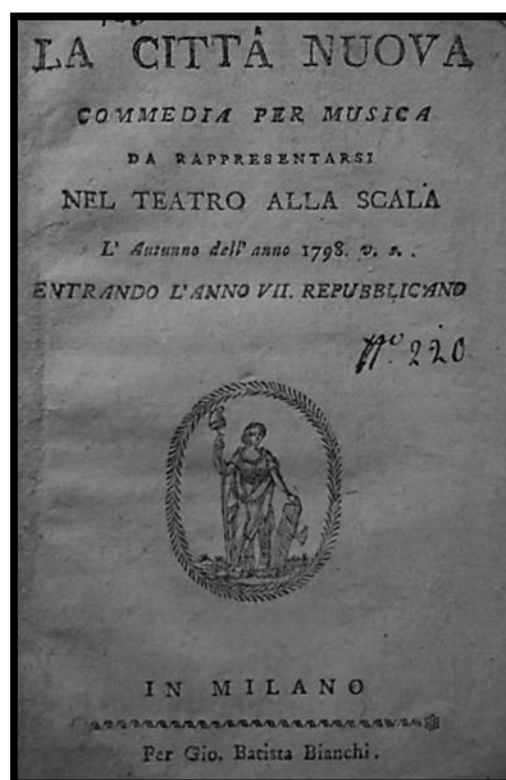 LA CITTÀ NUOVA
COMMEDIA PER MUSICA
DA RAPPRESENTARSI
NEL TEATRO ALLA SCALA
L' Autunno dell' anno 1798. v. s. .
ENTRANDO L'ANNO VII. REPUBBLICANO
N.º 220
IN MILANO
Per Gio. Batista Bianchi.